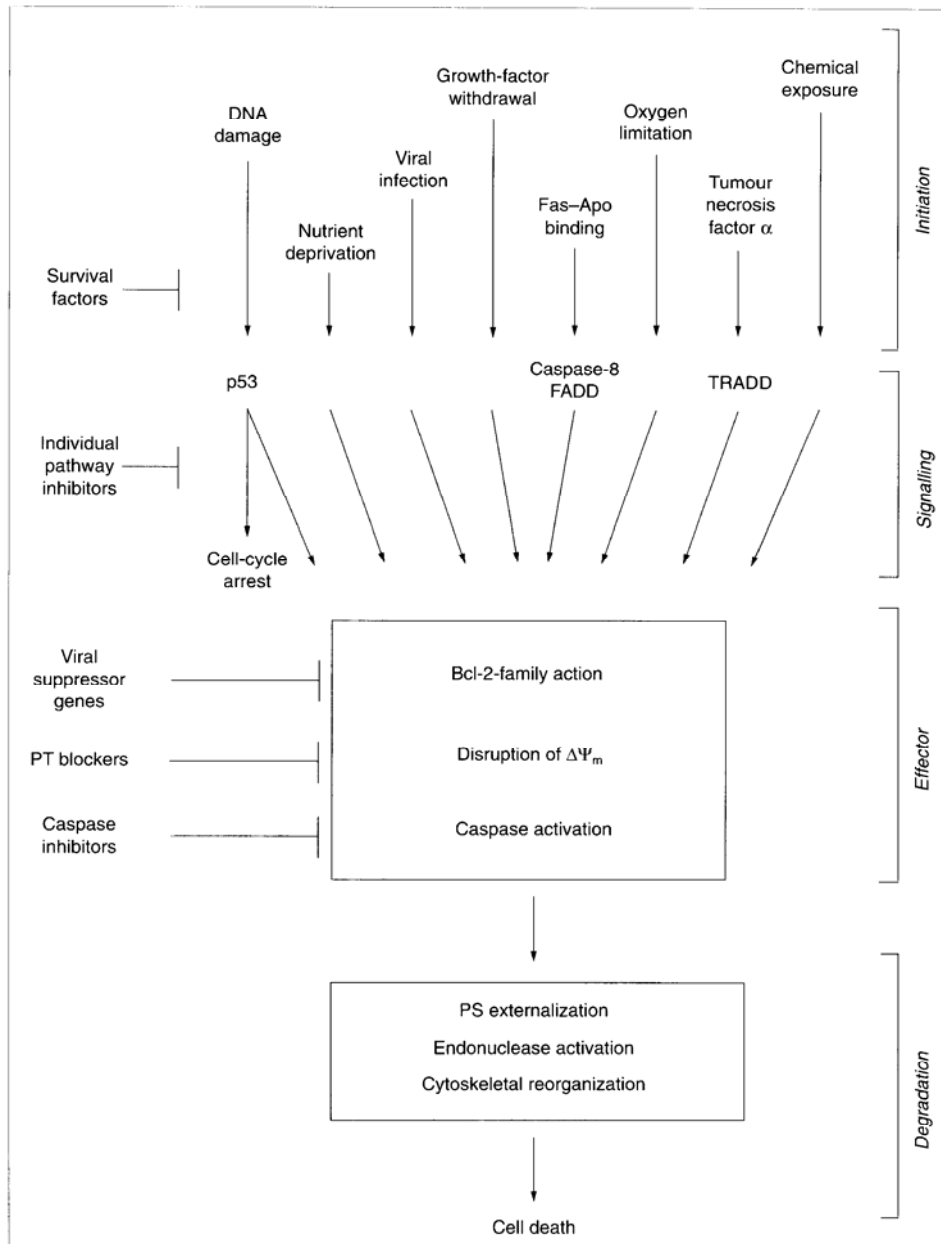 Growth-factor
withdrawal
Chemical
exposure
DNA
damage
Oxygen
limitation
Viral
infection
Tumour
necrosis
factor α
Fas–Apo
binding
Nutrient
deprivation
Survival
factors
Initiation
p53
Caspase-8
FADD
TRADD
Individual
pathway
inhibitors
Cell-cycle
arrest
Signalling
Viral
suppressor
genes
Bcl-2-family action
PT blockers
Disruption of ΔΨm
Caspase
inhibitors
Caspase activation
Effector
PS externalization
Endonuclease activation
Cytoskeletal reorganization
Degradation
Cell death